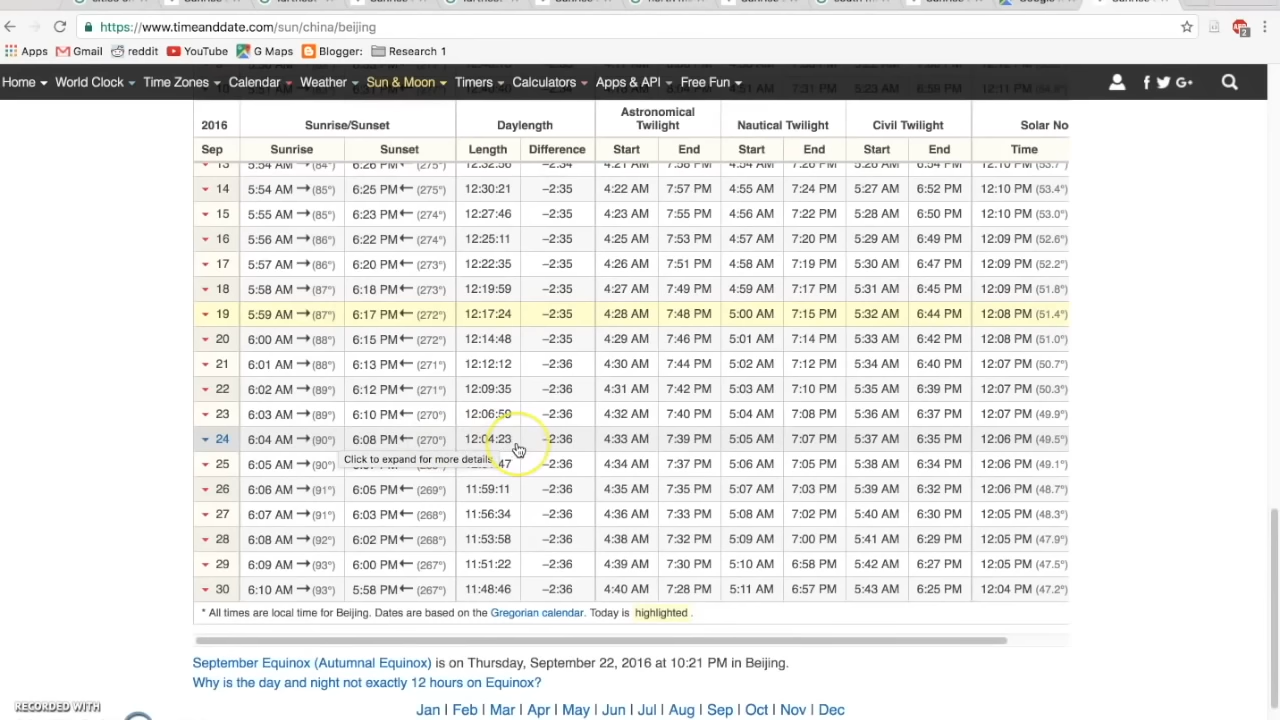 https://www.timeanddate.com/sun/china/beijing
Apps Gmail reddit YouTube G Maps Blogger: Research 1
Home World Clock Time Zones Calendar Weather Sun & Moon Timers Calculators Apps & API Free Fun
2016 Sunrise/Sunset Daylength Astronomical Twilight Nautical Twilight Civil Twilight Solar No
Sep Sunrise Sunset Length Difference Start End Start End Start End Time
14 5:54 AM → (85°) 6:25 PM ← (275°) 12:30:21 −2:35 4:22 AM 7:57 PM 4:55 AM 7:24 PM 5:27 AM 6:52 PM 12:10 PM (53.4°)
15 5:55 AM → (85°) 6:23 PM ← (274°) 12:27:46 −2:35 4:23 AM 7:55 PM 4:56 AM 7:22 PM 5:28 AM 6:50 PM 12:10 PM (53.0°)
16 5:56 AM → (86°) 6:22 PM ← (274°) 12:25:11 −2:35 4:25 AM 7:53 PM 4:57 AM 7:20 PM 5:29 AM 6:49 PM 12:09 PM (52.6°)
17 5:57 AM → (86°) 6:20 PM ← (273°) 12:22:35 −2:35 4:26 AM 7:51 PM 4:58 AM 7:19 PM 5:30 AM 6:47 PM 12:09 PM (52.2°)
18 5:58 AM → (87°) 6:18 PM ← (273°) 12:19:59 −2:35 4:27 AM 7:49 PM 4:59 AM 7:17 PM 5:31 AM 6:45 PM 12:09 PM (51.8°)
19 5:59 AM → (87°) 6:17 PM ← (272°) 12:17:24 −2:35 4:28 AM 7:48 PM 5:00 AM 7:15 PM 5:32 AM 6:44 PM 12:08 PM (51.4°)
20 6:00 AM → (88°) 6:15 PM ← (272°) 12:14:48 −2:35 4:29 AM 7:46 PM 5:01 AM 7:14 PM 5:33 AM 6:42 PM 12:08 PM (51.0°)
21 6:01 AM → (88°) 6:13 PM ← (271°) 12:12:12 −2:36 4:30 AM 7:44 PM 5:02 AM 7:12 PM 5:34 AM 6:40 PM 12:07 PM (50.7°)
22 6:02 AM → (89°) 6:12 PM ← (271°) 12:09:35 −2:36 4:31 AM 7:42 PM 5:03 AM 7:10 PM 5:35 AM 6:39 PM 12:07 PM (50.3°)
23 6:03 AM → (89°) 6:10 PM ← (270°) 12:06:59 −2:36 4:32 AM 7:40 PM 5:04 AM 7:08 PM 5:36 AM 6:37 PM 12:07 PM (49.9°)
24 6:04 AM → (90°) 6:08 PM ← (270°) 12:04:23 −2:36 4:33 AM 7:39 PM 5:05 AM 7:07 PM 5:37 AM 6:35 PM 12:06 PM (49.5°)
Click to expand for more details
25 6:05 AM → (90°) 47 −2:36 4:34 AM 7:37 PM 5:06 AM 7:05 PM 5:38 AM 6:34 PM 12:06 PM (49.1°)
26 6:06 AM → (91°) 6:05 PM ← (269°) 11:59:11 −2:36 4:35 AM 7:35 PM 5:07 AM 7:03 PM 5:39 AM 6:32 PM 12:06 PM (48.7°)
27 6:07 AM → (91°) 6:03 PM ← (268°) 11:56:34 −2:36 4:36 AM 7:33 PM 5:08 AM 7:02 PM 5:40 AM 6:30 PM 12:05 PM (48.3°)
28 6:08 AM → (92°) 6:02 PM ← (268°) 11:53:58 −2:36 4:38 AM 7:32 PM 5:09 AM 7:00 PM 5:41 AM 6:29 PM 12:05 PM (47.9°)
29 6:09 AM → (93°) 6:00 PM ← (267°) 11:51:22 −2:36 4:39 AM 7:30 PM 5:10 AM 6:58 PM 5:42 AM 6:27 PM 12:05 PM (47.5°)
30 6:10 AM → (93°) 5:58 PM ← (267°) 11:48:46 −2:36 4:40 AM 7:28 PM 5:11 AM 6:57 PM 5:43 AM 6:25 PM 12:04 PM (47.2°)
* All times are local time for Beijing. Dates are based on the Gregorian calendar. Today is highlighted .
September Equinox (Autumnal Equinox) is on Thursday, September 22, 2016 at 10:21 PM in Beijing.
Why is the day and night not exactly 12 hours on Equinox?
Jan | Feb | Mar | Apr | May | Jun | Jul | Aug | Sep | Oct | Nov | Dec
RECORDED WITH